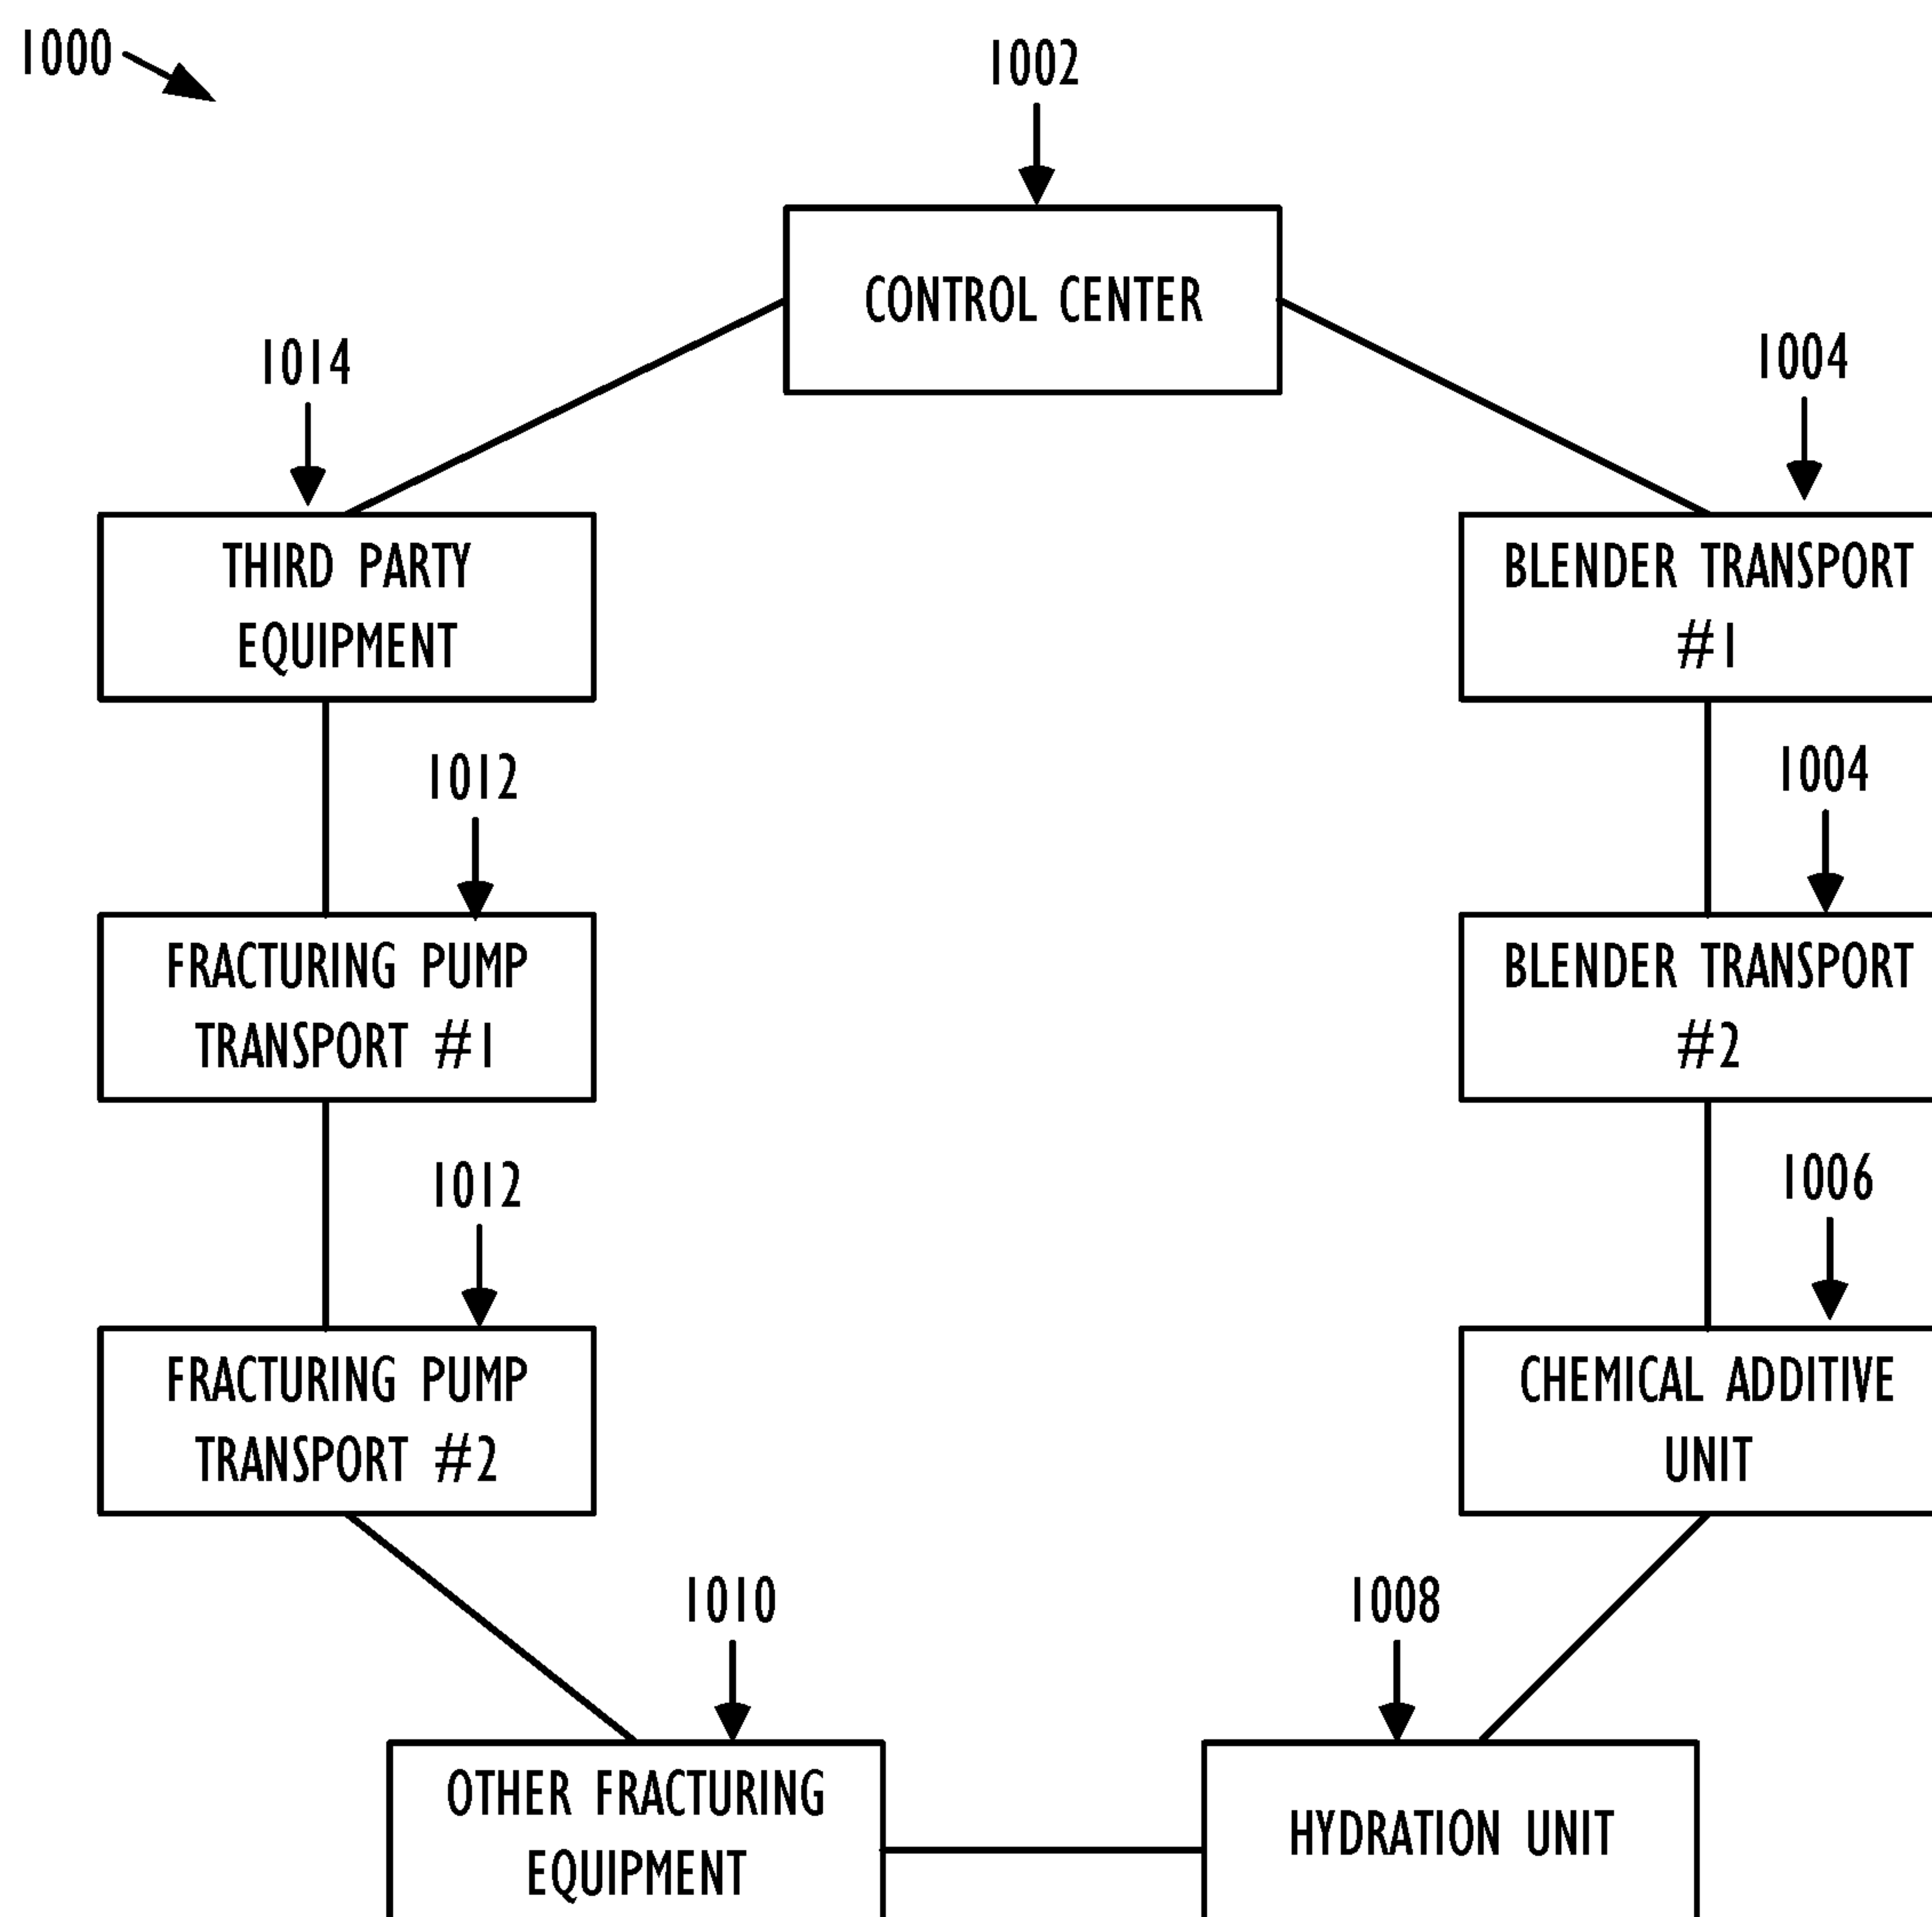 1000
1002
CONTROL CENTER
1014
1004
THIRD PARTY
EQUIPMENT
BLENDER TRANSPORT
#1
1012
1004
FRACTURING PUMP
TRANSPORT #1
BLENDER TRANSPORT
#2
1012
1006
FRACTURING PUMP
TRANSPORT #2
CHEMICAL ADDITIVE
UNIT
1010
1008
OTHER FRACTURING
EQUIPMENT
HYDRATION UNIT